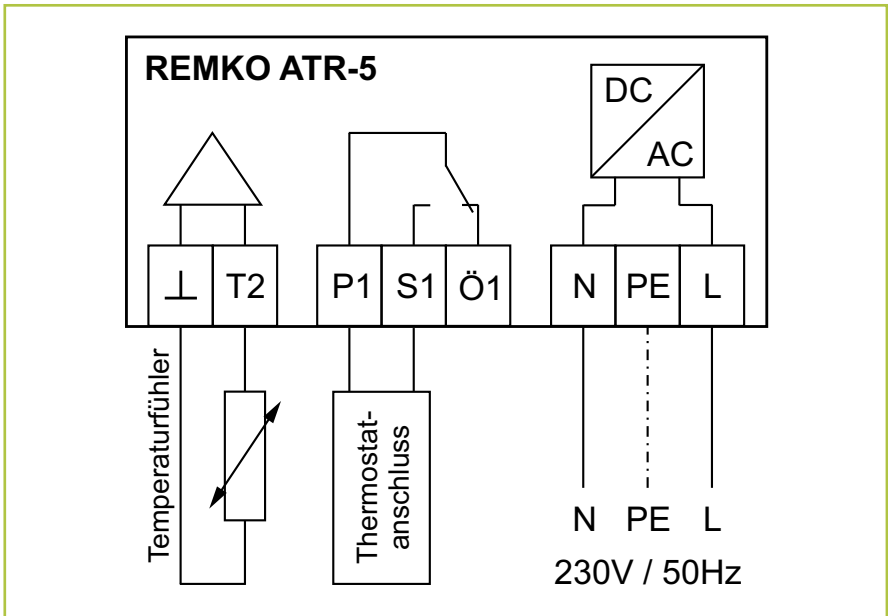 REMKO ATR-5
DC
AC
⊥ T2 P1 S1 Ö1 N PE L
Temperaturfühler
Thermostat-
anschluss
N PE L
230V / 50Hz